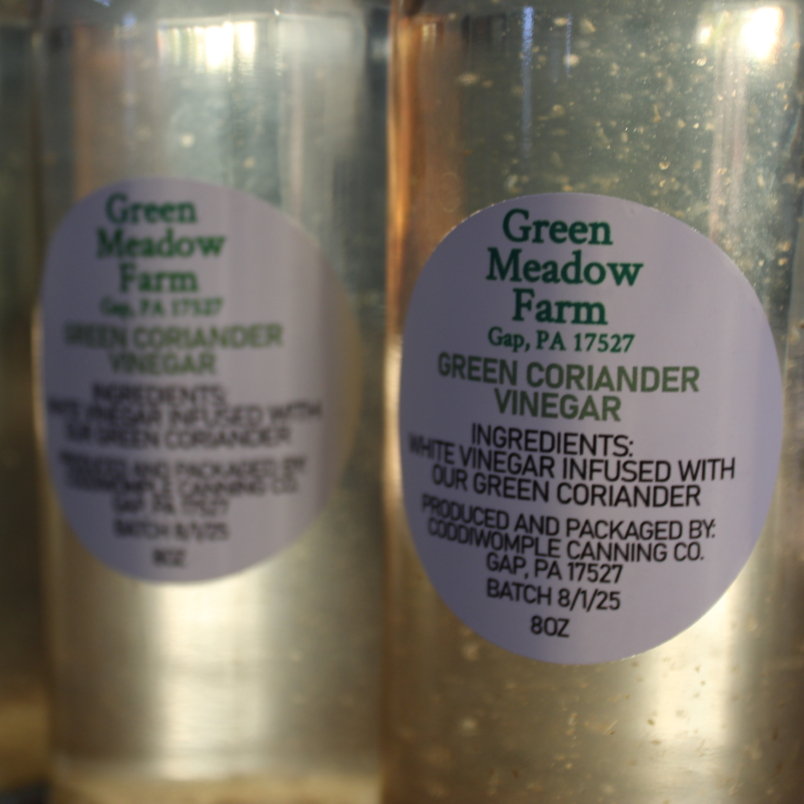 Green
Meadow
Farm
Gap, PA 17527
GREEN CORIANDER
VINEGAR
INGREDIENTS:
WHITE VINEGAR INFUSED WITH
OUR GREEN CORIANDER
PRODUCED AND PACKAGED BY:
CODDIWOMPLE CANNING CO.
GAP, PA 17527
BATCH 8/1/25
8OZ
Green
Meadow
Farm
Gap, PA 17527
GREEN CORIANDER
VINEGAR
INGREDIENTS:
WHITE VINEGAR INFUSED WITH
OUR GREEN CORIANDER
PRODUCED AND PACKAGED BY:
CODDIWOMPLE CANNING CO.
GAP, PA 17527
BATCH 8/1/25
8OZ